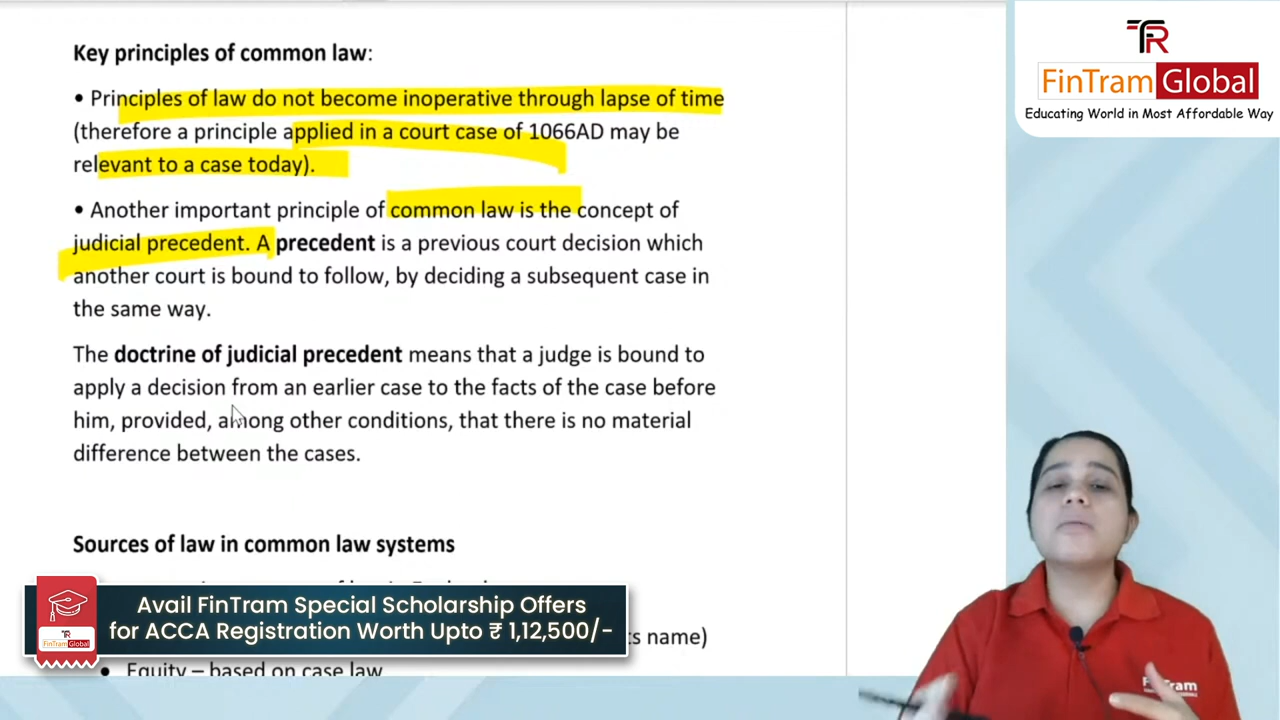 Key principles of common law:
• Principles of law do not become inoperative through lapse of time
(therefore a principle applied in a court case of 1066AD may be
relevant to a case today).
• Another important principle of common law is the concept of
judicial precedent. A precedent is a previous court decision which
another court is bound to follow, by deciding a subsequent case in
the same way.
The doctrine of judicial precedent means that a judge is bound to
apply a decision from an earlier case to the facts of the case before
him, provided, among other conditions, that there is no material
difference between the cases.
Sources of law in common law systems
name)
• Equity – based on case law
Avail FinTram Special Scholarship Offers
for ACCA Registration Worth Upto ₹ 1,12,500/-
TR
FinTram Global
FinTram Global
Educating World in Most Affordable Way